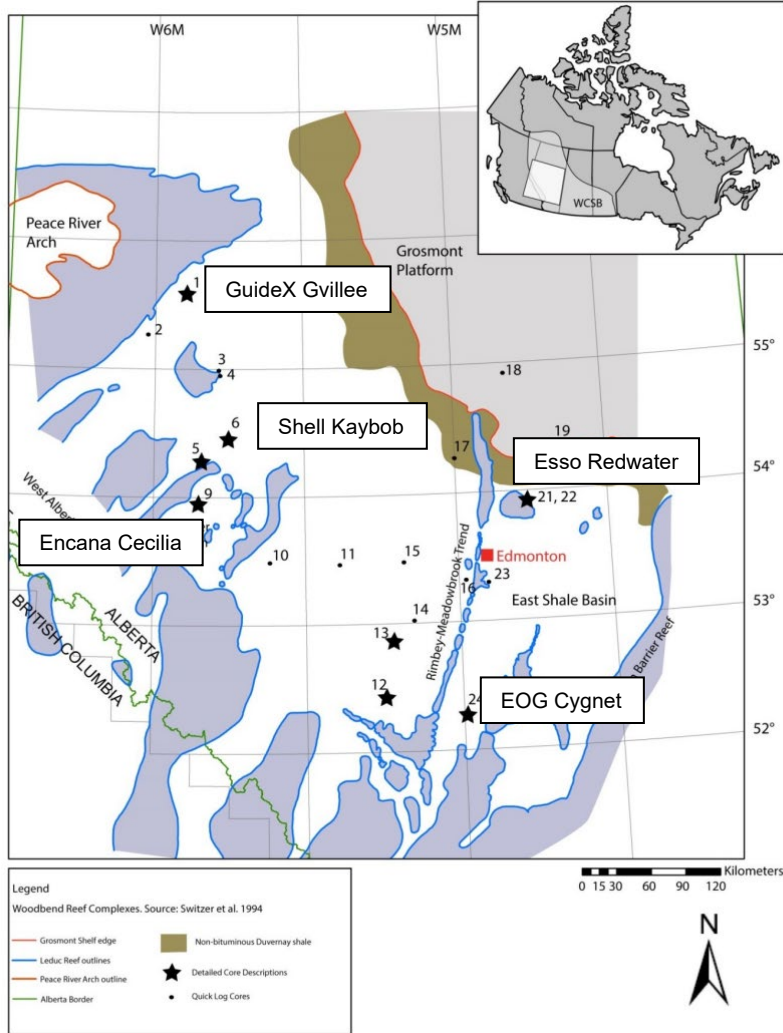 W6M
W5M
WCSB
Peace River
Arch
Grosmont
Platform
1
GuideX Gvillee
2
55°
3
4
18
6
Shell Kaybob
17
19
54°
5
Esso Redwater
West Albe
9
21, 22
Encana Cecilia
10
11
15
Edmonton
16
23
East Shale Basin
53°
ALBERTA
BRITISH COLUMBIA
Rimbey-Meadowbrook Trend
14
13
Barrier Reef
12
24
EOG Cygnet
52°
Kilometers
0 15 30 60 90 120
Legend
Woodbend Reef Complexes. Source: Switzer et al. 1994
Grosmont Shelf edge
Non-bituminous Duvernay shale
Leduc Reef outlines
Peace River Arch outline
Detailed Core Descriptions
Alberta Border
Quick Log Cores
N